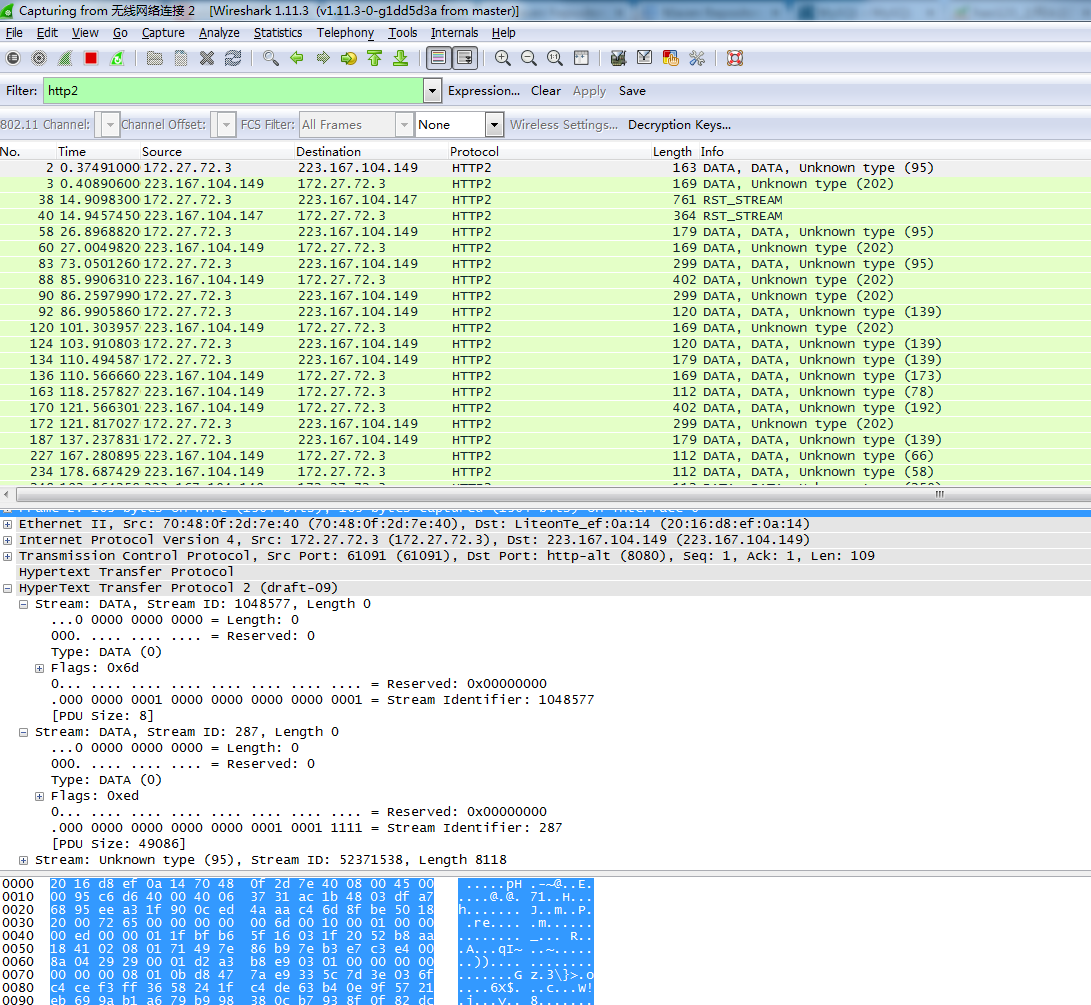 Capturing from 无线网络连接 2 [Wireshark 1.11.3 (v1.11.3-0-g1dd5d3a from master)]
File Edit View Go Capture Analyze Statistics Telephony Tools Internals Help
Filter: http2 Expression... Clear Apply Save
802.11 Channel: Channel Offset: FCS Filter: All Frames None Wireless Settings... Decryption Keys...
No. Time Source Destination Protocol Length Info
2 0.37491000 172.27.72.3 223.167.104.149 HTTP2 163 DATA, DATA, Unknown type (95)
3 0.40890600 223.167.104.149 172.27.72.3 HTTP2 169 DATA, Unknown type (202)
38 14.9098300 172.27.72.3 223.167.104.147 HTTP2 761 RST_STREAM
40 14.9457450 223.167.104.147 172.27.72.3 HTTP2 364 RST_STREAM
58 26.8968820 172.27.72.3 223.167.104.149 HTTP2 179 DATA, DATA, Unknown type (95)
60 27.0049820 223.167.104.149 172.27.72.3 HTTP2 169 DATA, Unknown type (202)
83 73.0501260 172.27.72.3 223.167.104.149 HTTP2 299 DATA, DATA, Unknown type (95)
88 85.9906310 223.167.104.149 172.27.72.3 HTTP2 402 DATA, Unknown type (202)
90 86.2597990 172.27.72.3 223.167.104.149 HTTP2 299 DATA, Unknown type (202)
92 86.9905860 172.27.72.3 223.167.104.149 HTTP2 120 DATA, DATA, Unknown type (139)
120 101.303957 223.167.104.149 172.27.72.3 HTTP2 169 DATA, Unknown type (202)
124 103.910803 172.27.72.3 223.167.104.149 HTTP2 120 DATA, DATA, Unknown type (139)
134 110.494587 172.27.72.3 223.167.104.149 HTTP2 179 DATA, DATA, Unknown type (139)
136 110.566660 223.167.104.149 172.27.72.3 HTTP2 169 DATA, DATA, Unknown type (173)
163 118.257827 223.167.104.149 172.27.72.3 HTTP2 112 DATA, DATA, Unknown type (78)
170 121.566301 223.167.104.149 172.27.72.3 HTTP2 402 DATA, DATA, Unknown type (192)
172 121.817027 172.27.72.3 223.167.104.149 HTTP2 299 DATA, Unknown type (202)
187 137.237831 172.27.72.3 223.167.104.149 HTTP2 179 DATA, DATA, Unknown type (139)
227 167.280895 223.167.104.149 172.27.72.3 HTTP2 112 DATA, DATA, Unknown type (66)
234 178.687429 223.167.104.149 172.27.72.3 HTTP2 112 DATA, DATA, Unknown type (58)
Ethernet II, Src: 70:48:0f:2d:7e:40 (70:48:0f:2d:7e:40), Dst: LiteonTe_ef:0a:14 (20:16:d8:ef:0a:14)
Internet Protocol Version 4, Src: 172.27.72.3 (172.27.72.3), Dst: 223.167.104.149 (223.167.104.149)
Transmission Control Protocol, Src Port: 61091 (61091), Dst Port: http-alt (8080), Seq: 1, Ack: 1, Len: 109
Hypertext Transfer Protocol
HyperText Transfer Protocol 2 (draft-09)
Stream: DATA, Stream ID: 1048577, Length 0
...0 0000 0000 0000 = Length: 0
000. .... .... .... = Reserved: 0
Type: DATA (0)
Flags: 0x6d
0... .... .... .... .... .... .... .... = Reserved: 0x00000000
.000 0000 0001 0000 0000 0000 0000 0001 = Stream Identifier: 1048577
[PDU Size: 8]
Stream: DATA, Stream ID: 287, Length 0
...0 0000 0000 0000 = Length: 0
000. .... .... .... = Reserved: 0
Type: DATA (0)
Flags: 0xed
0... .... .... .... .... .... .... .... = Reserved: 0x00000000
.000 0000 0000 0000 0000 0001 0001 1111 = Stream Identifier: 287
[PDU Size: 49086]
Stream: Unknown type (95), Stream ID: 52371538, Length 8118
0000 20 16 d8 ef 0a 14 70 48 0f 2d 7e 40 08 00 45 00 .....pH .-~@..E.
0010 00 95 c6 d6 40 00 40 06 37 31 ac 1b 48 03 df a7 ....@.@. 71..H...
0020 68 95 ee a3 1f 90 0c ed 4a aa c4 6d 8f be 50 18 h....... J..m..P.
0030 20 00 72 65 00 00 00 00 00 6d 00 10 00 01 00 00 .re..... .m......
0040 00 ed 00 00 01 1f bf b6 5f 16 03 1f 20 52 b8 aa ........ _... R..
0050 18 41 02 08 01 71 49 7e 86 b9 7e b3 e7 c3 e4 00 .A...qI~ ..~.....
0060 8a 04 29 29 00 01 d2 a3 b8 e9 03 01 00 00 00 00 ..)).... ........
0070 00 00 00 08 01 0b d8 47 7a e9 33 5c 7d 3e 03 6f .......G z.3\}>.o
0080 c4 ce f3 ff 36 58 24 1f c4 de 63 b4 0e 9f 57 21 ....6X$. ..c...W!
0090 eb 69 9a b1 a6 79 b9 98 38 0c b7 93 8f 0f 82 dc .i...y.. 8.......